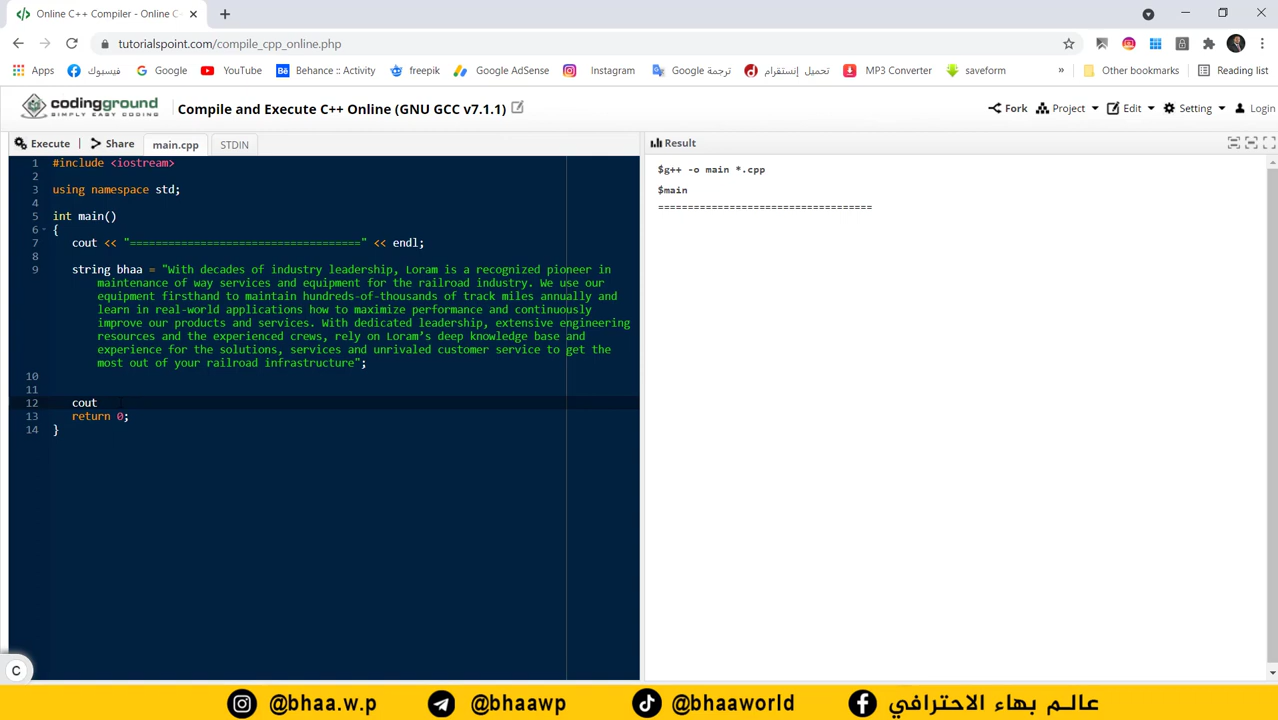 Online C++ Compiler - Online C
tutorialspoint.com/compile_cpp_online.php
Apps فيسبوك Google YouTube Behance :: Activity freepik Google AdSense Instagram ترجمة Google تحميل إنستقرام MP3 Converter saveform » Other bookmarks Reading list
codingground
SIMPLY EASY CODING
Compile and Execute C++ Online (GNU GCC v7.1.1)
Fork Project Edit Setting Login
Execute Share main.cpp STDIN
Result
1 #include <iostream>
2
3 using namespace std;
4
5 int main()
6 {
7 cout << "====================================" << endl;
8
9 string bhaa = "With decades of industry leadership, Loram is a recognized pioneer in
maintenance of way services and equipment for the railroad industry. We use our
equipment firsthand to maintain hundreds-of-thousands of track miles annually and
learn in real-world applications how to maximize performance and continuously
improve our products and services. With dedicated leadership, extensive engineering
resources and the experienced crews, rely on Loram’s deep knowledge base and
experience for the solutions, services and unrivaled customer service to get the
most out of your railroad infrastructure";
10
11
12 cout
13 return 0;
14 }
$g++ -o main *.cpp
$main
====================================
C
@bhaa.w.p @bhaawp @bhaaworld عالم بهاء الاحترافي